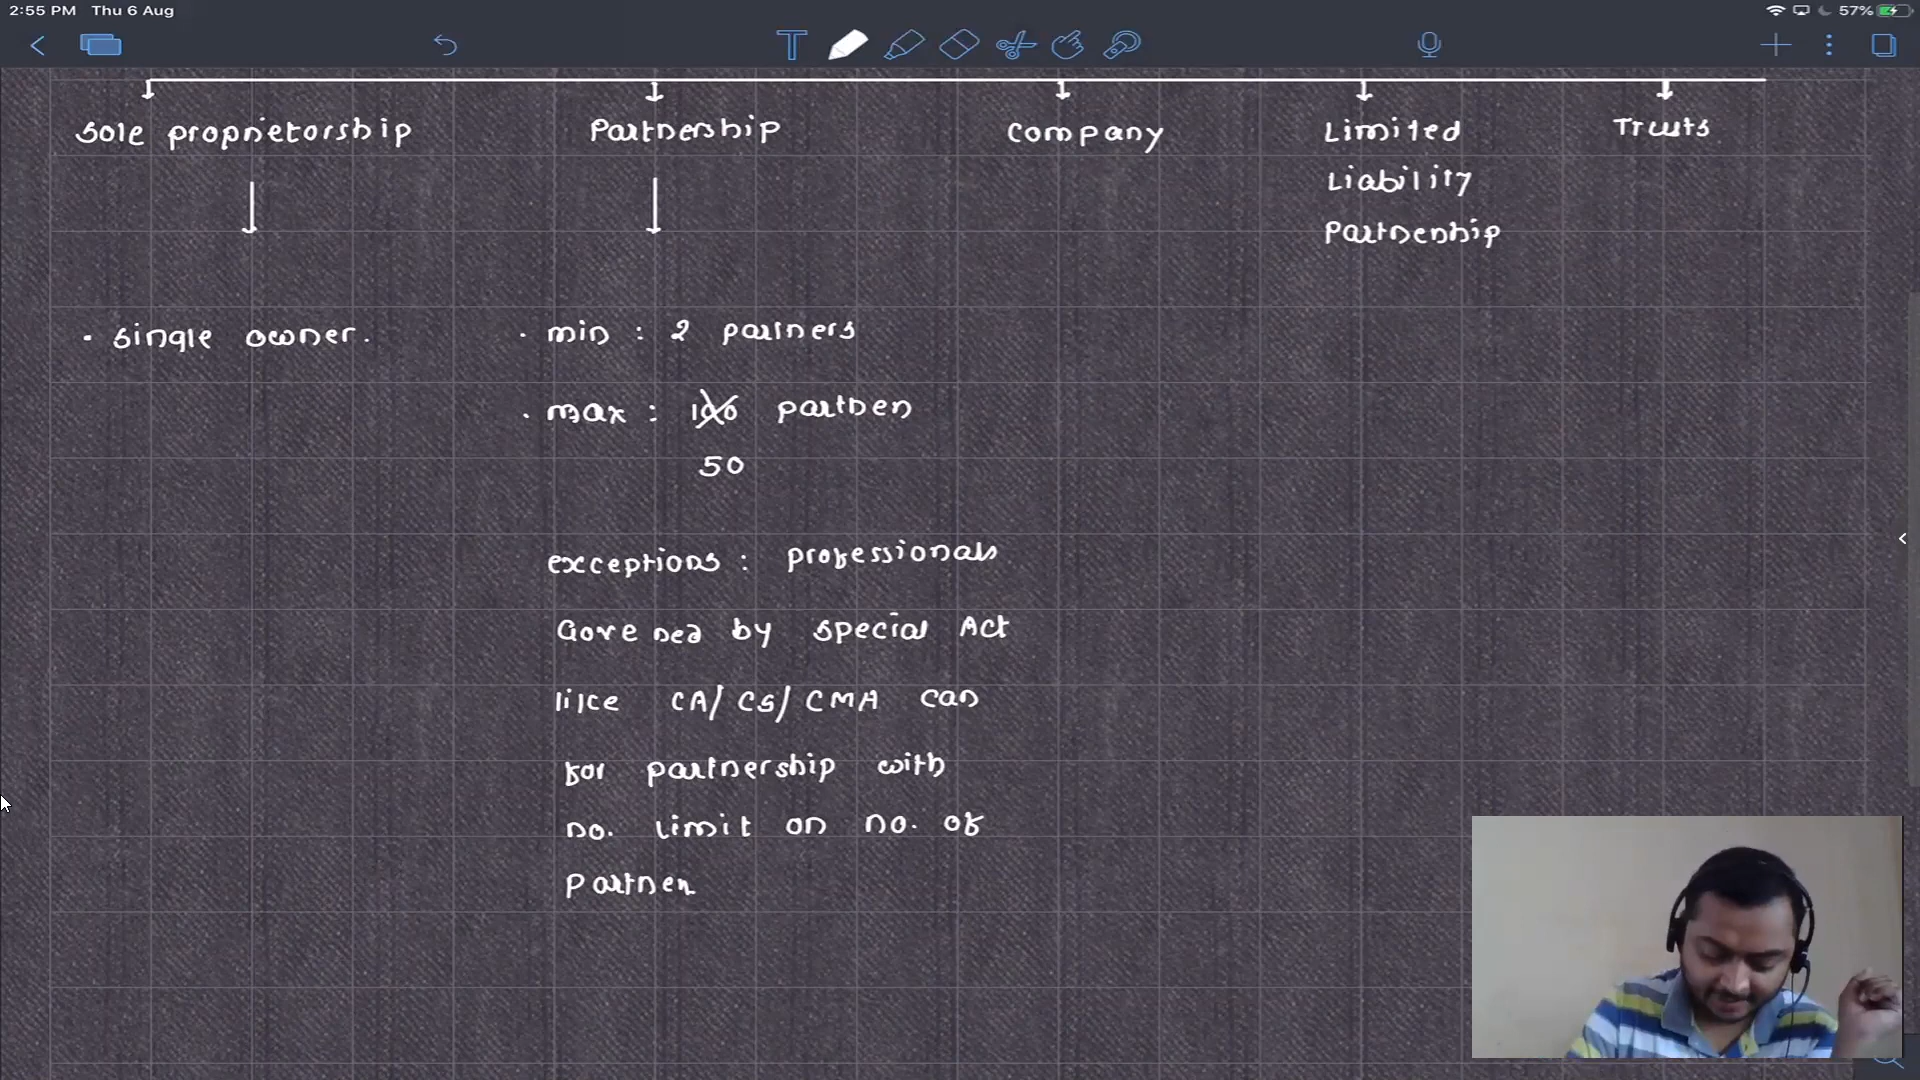 2:55 PM Thu 6 Aug
57%
T
Sole proprietorship
Partnership
Company
Limited
Liability
Partnership
Trusts
• Single owner.
• min : 2 partners
• max : 100 partners
50
exceptions : professionals
Governed by special Act
like CA/ CS/ CMA can
for partnership with
no. limit on no. of
Partner